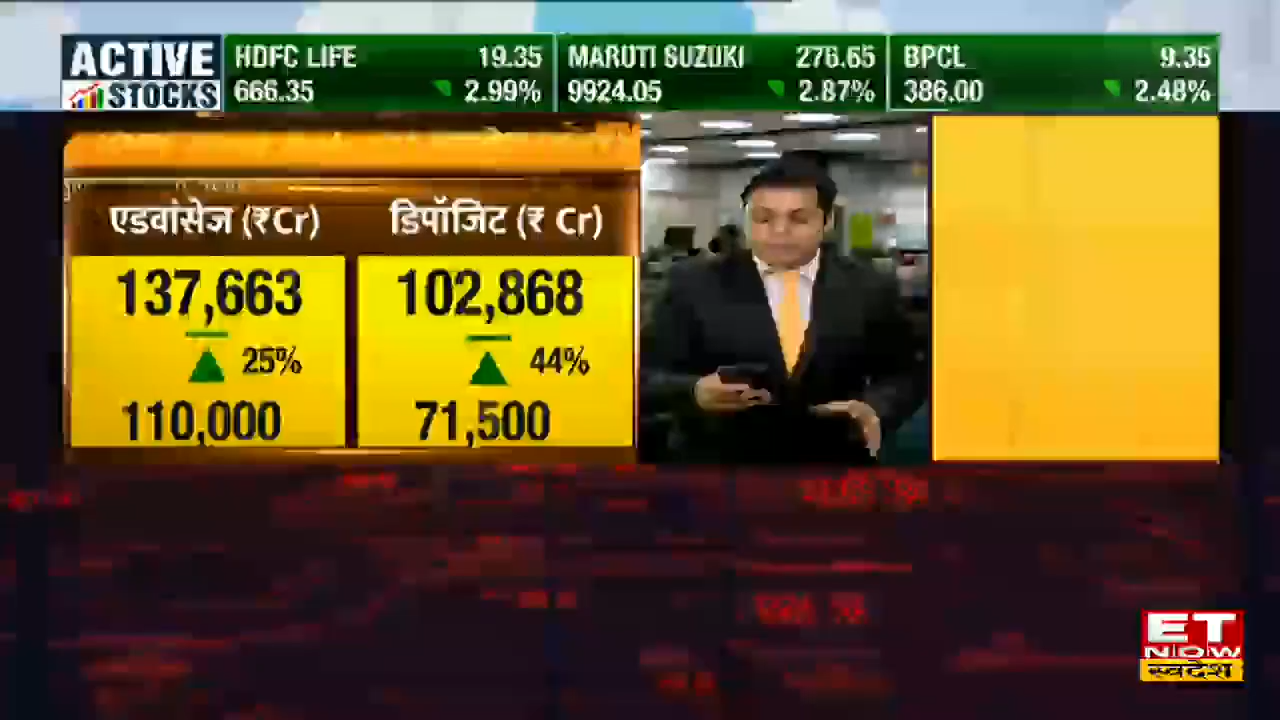 ACTIVE
STOCKS
HDFC LIFE 19.35
666.35 2.99%
MARUTI SUZUKI 276.65
9924.05 2.87%
BPCL 9.35
386.00 2.48%
एडवांसेज (₹Cr) डिपॉजिट (₹ Cr)
137,663 102,868
25% 44%
110,000 71,500
ET
NOW
स्वदेश